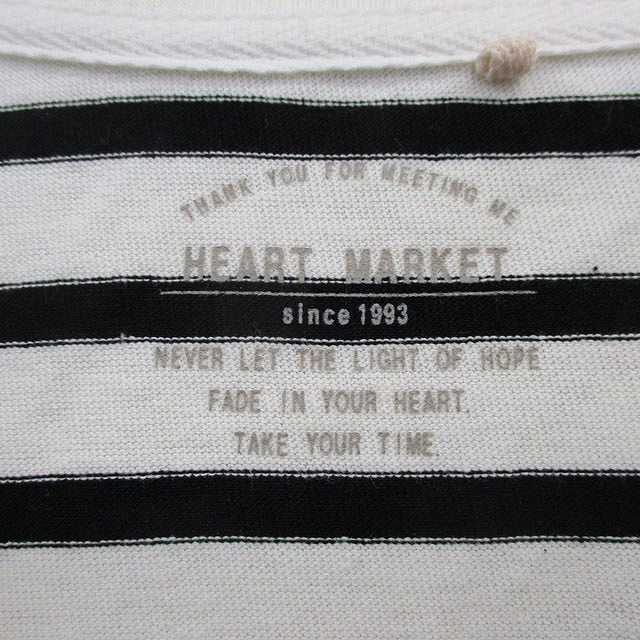 THANK YOU FOR MEETING ME
HEART MARKET
since 1993
NEVER LET THE LIGHT OF HOPE
FADE IN YOUR HEART.
TAKE YOUR TIME.